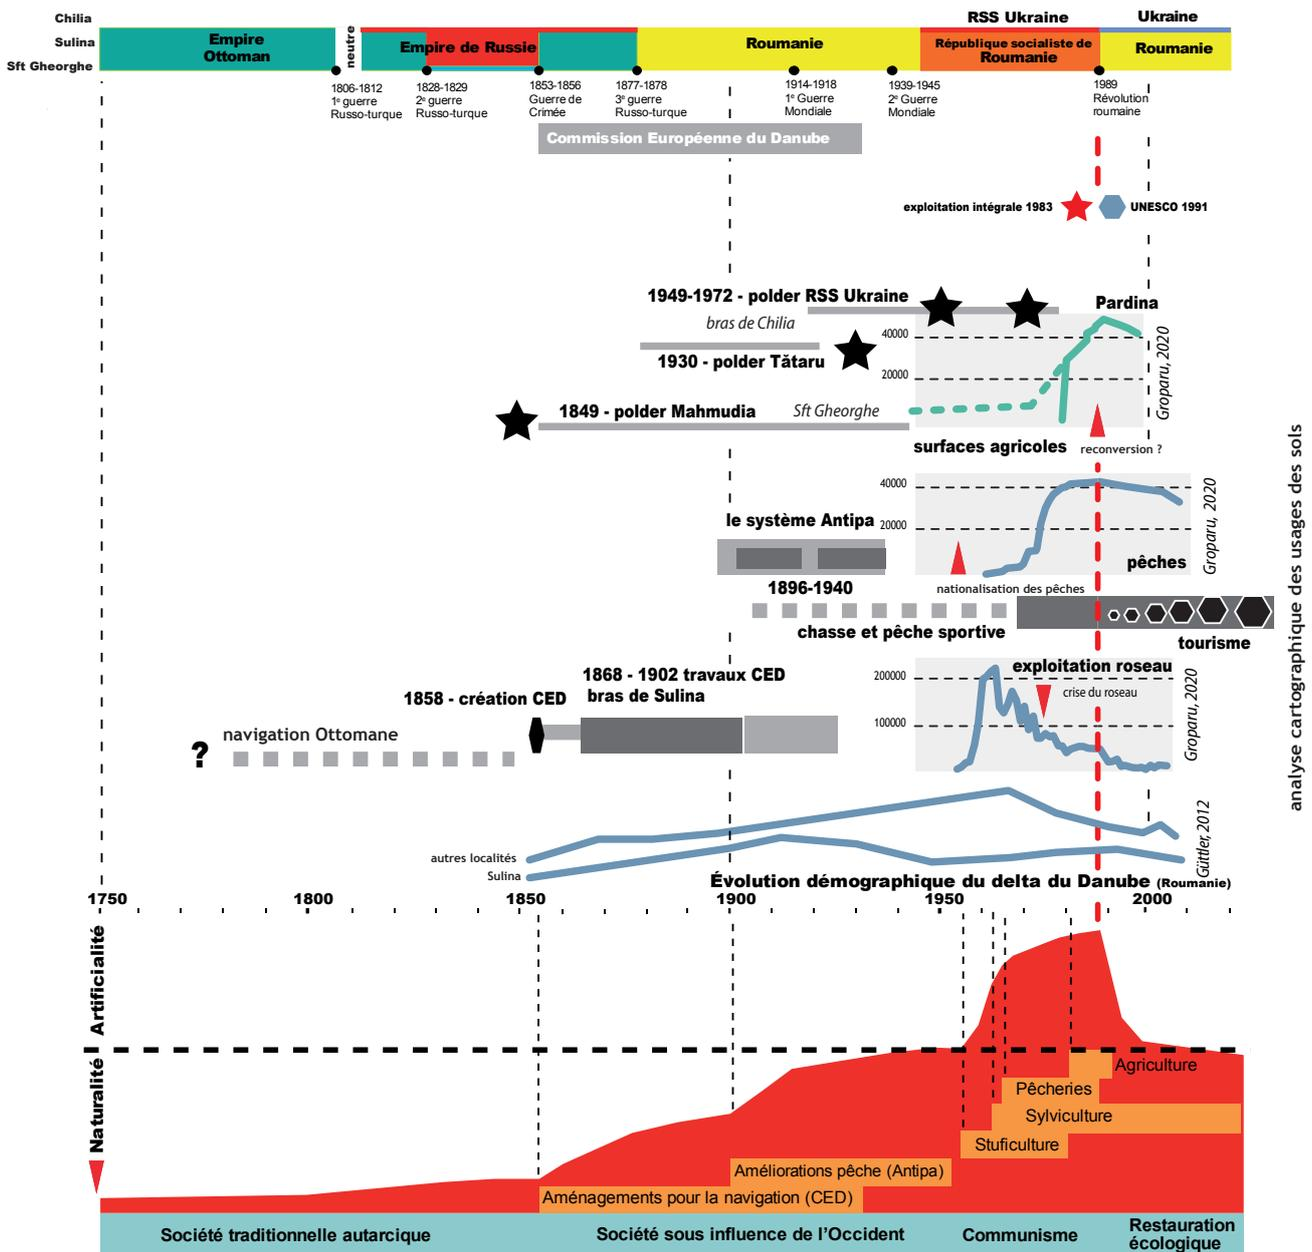 Chilia
Sulina
Sft Gheorghe
Empire
Ottoman
neutre
Empire de Russie
Roumanie
RSS Ukraine
République socialiste de
Roumanie
Ukraine
Roumanie
1806-1812
1e guerre
Russo-turque
1828-1829
2e guerre
Russo-turque
1853-1856
Guerre de
Crimée
1877-1878
3e guerre
Russo-turque
1914-1918
1e Guerre
Mondiale
1939-1945
2e Guerre
Mondiale
1989
Révolution
roumaine
Commission Européenne du Danube
exploitation intégrale 1983
UNESCO 1991
1949-1972 - polder RSS Ukraine
bras de Chilia
1930 - polder Tătaru
1849 - polder Mahmudia
Sft Gheorghe
Pardina
40000
20000
Groparu, 2020
surfaces agricoles
reconversion ?
40000
20000
pêches
Groparu, 2020
le système Antipa
1896-1940
nationalisation des pêches
chasse et pêche sportive
tourisme
exploitation roseau
200000
100000
crise du roseau
Groparu, 2020
1868 - 1902 travaux CED
bras de Sulina
1858 - création CED
navigation Ottomane
?
autres localités
Sulina
Güttler, 2012
Évolution démographique du delta du Danube (Roumanie)
analyse cartographique des usages des sols
1750
1800
1850
1900
1950
2000
Artificialité
Naturalité
Agriculture
Pêcheries
Sylviculture
Stuficulture
Améliorations pêche (Antipa)
Aménagements pour la navigation (CED)
Société traditionnelle autarcique
Société sous influence de l'Occident
Communisme
Restauration
écologique